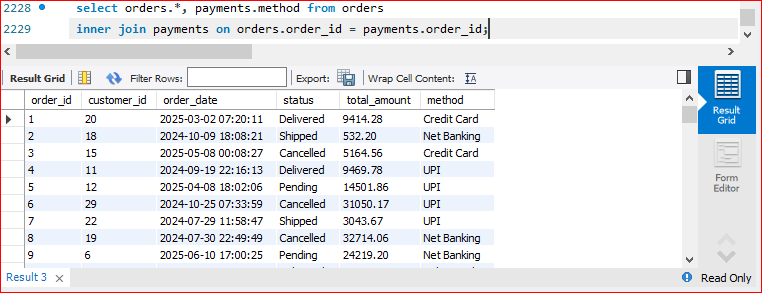 2228 select orders.*, payments.method from orders
2229 inner join payments on orders.order_id = payments.order_id;
Result Grid Filter Rows: Export: Wrap Cell Content:
order_id customer_id order_date status total_amount method
1 20 2025-03-02 07:20:11 Delivered 9414.28 Credit Card
2 18 2024-10-09 18:08:21 Shipped 532.20 Net Banking
3 15 2025-05-08 00:08:27 Cancelled 5164.56 Credit Card
4 11 2024-09-19 22:16:13 Delivered 9469.78 UPI
5 12 2025-04-08 18:02:06 Pending 14501.86 UPI
6 29 2024-10-25 07:33:59 Cancelled 31050.17 UPI
7 22 2024-07-29 11:58:47 Shipped 3043.67 UPI
8 19 2024-07-30 22:49:49 Cancelled 32714.06 Net Banking
9 6 2025-06-10 17:00:25 Pending 24219.20 Net Banking
Result
Grid
Form
Editor
Result 3 Read Only